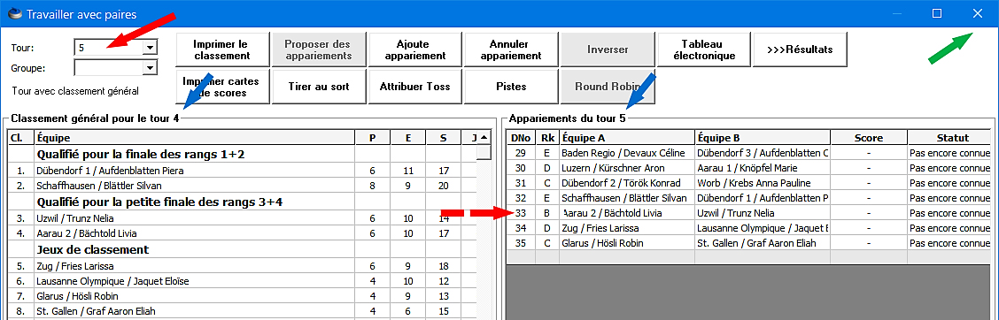 Travailler avec paires
Tour: 5
Groupe:
Tour avec classement général
Imprimer le classement
Proposer des appariements
Ajoute appariement
Annuler appariement
Inverser
Tableau électronique
>>>Résultats
Imprimer cartes de scores
Tirer au sort
Attribuer Toss
Pistes
Round Robin
Classement général pour le tour 4
Cl. Équipe P E S J
Qualifié pour la finale des rangs 1+2
1. Dübendorf 1 / Aufdenblatten Piera 6 11 17
2. Schaffhausen / Blättler Silvan 8 9 20
Qualifié pour la petite finale des rangs 3+4
3. Uzwil / Trunz Nelia 6 10 14
4. Aarau 2 / Bächtold Livia 6 10 17
Jeux de classement
5. Zug / Fries Larissa 6 9 18
6. Lausanne Olympique / Jaquet Eloïse 4 10 12
7. Glarus / Hösli Robin 4 9 13
8. St. Gallen / Graf Aaron Eliah 4 6 15
Appariements du tour 5
DNo Rk Équipe A Équipe B Score Statut
29 E Baden Regio / Devaux Céline Dübendorf 3 / Aufdenblatten C - Pas encore connue
30 D Luzern / Kürschner Aron Aarau 1 / Knöpfel Marie - Pas encore connue
31 C Dübendorf 2 / Török Konrad Worb / Krebs Anna Pauline - Pas encore connue
32 E Schaffhausen / Blättler Silvan Dübendorf 1 / Aufdenblatten P - Pas encore connue
33 B Aarau 2 / Bächtold Livia Uzwil / Trunz Nelia - Pas encore connue
34 D Zug / Fries Larissa Lausanne Olympique / Jaquet E - Pas encore connue
35 C Glarus / Hösli Robin St. Gallen / Graf Aaron Eliah - Pas encore connue